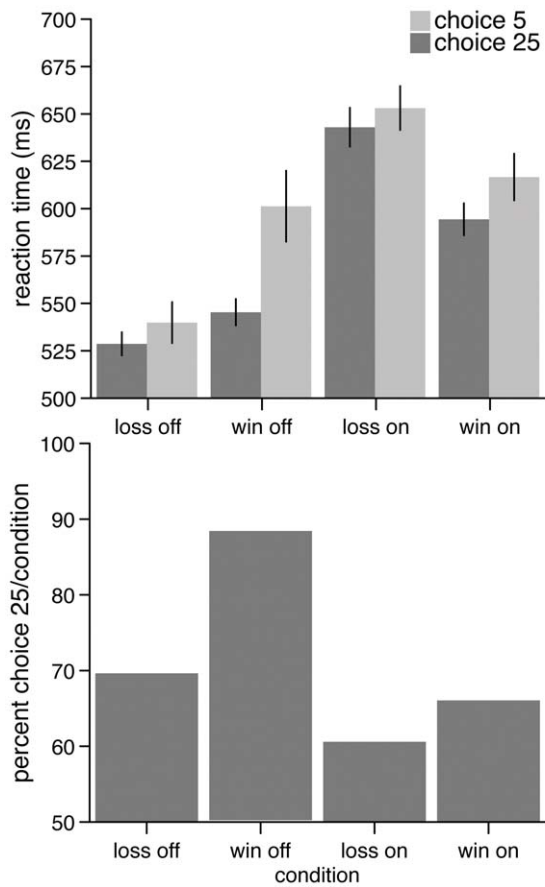 700
675
650
625
600
575
550
525
500
reaction time (ms)
choice 5
choice 25
loss off win off loss on win on
100
90
80
70
60
50
percent choice 25/condition
loss off win off loss on win on
condition